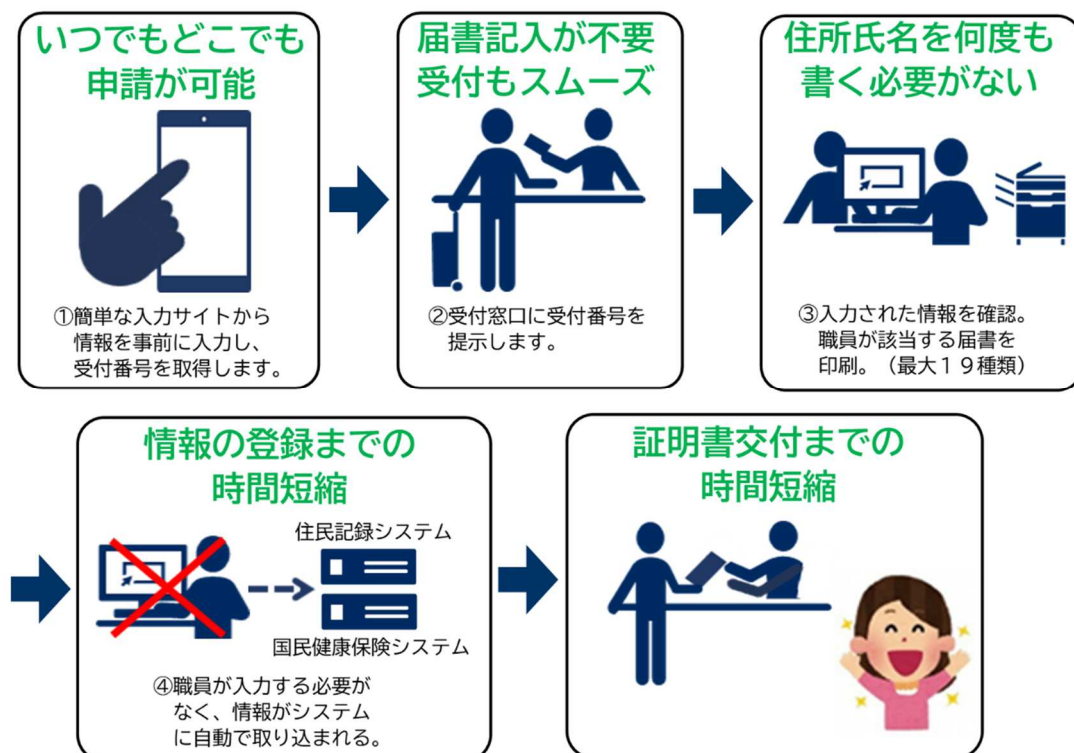 いつでもどこでも
申請が可能
①簡単な入力サイトから
情報を事前に入力し、
受付番号を取得します。
届書記入が不要
受付もスムーズ
②受付窓口に受付番号を
提示します。
住所氏名を何度も
書く必要がない
③入力された情報を確認。
職員が該当する届書を
印刷。（最大１９種類）
情報の登録までの
時間短縮
住民記録システム
国民健康保険システム
④職員が入力する必要が
なく、情報がシステム
に自動で取り込まれる。
証明書交付までの
時間短縮